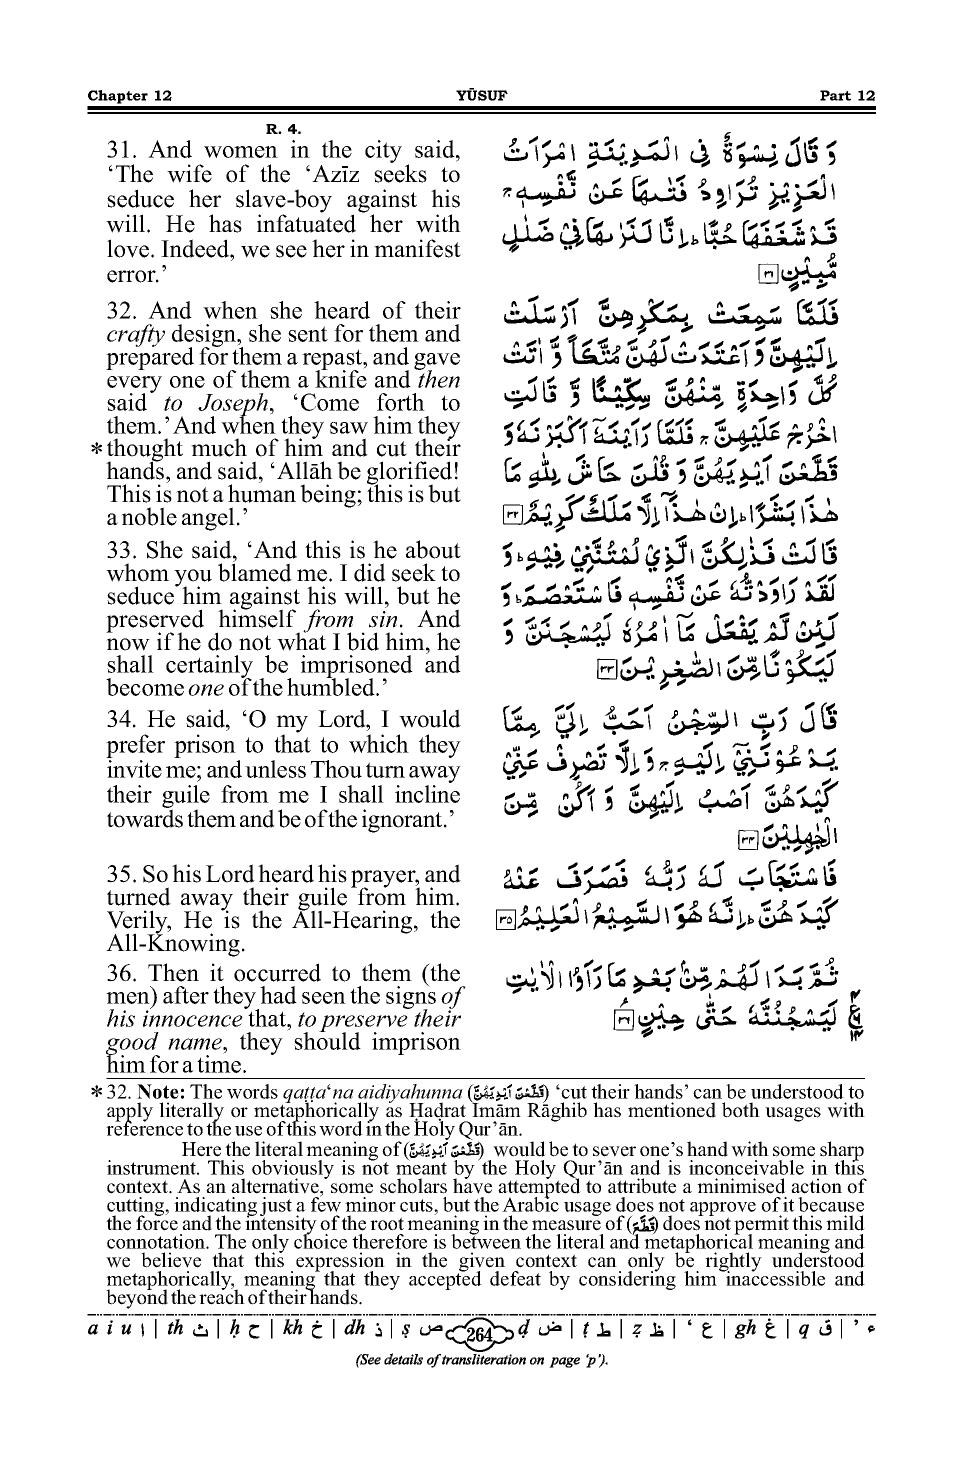 Chapter 12 YŪSUF Part 12
R. 4.
31. And women in the city said,
‘The wife of the ‘Azīz seeks to
seduce her slave-boy against his
will. He has infatuated her with
love. Indeed, we see her in manifest
error.’
32. And when she heard of their
crafty design, she sent for them and
prepared for them a repast, and gave
every one of them a knife and then
said to Joseph, ‘Come forth to
them.’ And when they saw him they
*thought much of him and cut their
hands, and said, ‘Allāh be glorified!
This is not a human being; this is but
a noble angel.’
33. She said, ‘And this is he about
whom you blamed me. I did seek to
seduce him against his will, but he
preserved himself from sin. And
now if he do not what I bid him, he
shall certainly be imprisoned and
become one of the humbled.’
34. He said, ‘O my Lord, I would
prefer prison to that to which they
invite me; and unless Thou turn away
their guile from me I shall incline
towards them and be of the ignorant.’
35. So his Lord heard his prayer, and
turned away their guile from him.
Verily, He is the All-Hearing, the
All-Knowing.
36. Then it occurred to them (the
men) after they had seen the signs of
his innocence that, to preserve their
good name, they should imprison
him for a time.
وَ قَالَ نِسْوَةٌ فِي الْمَدِيْنَةِ امْرَاَتُ
الْعَزِيْزِ تُرَاوِدُ فَتٰىهَا عَنْ نَّفْسِهٖ ۚ
قَدْ شَغَفَهَا حُبًّا ؕ اِنَّا لَنَرٰىهَا فِيْ ضَلٰلٍ
مُّبِيْنٍ ۳۱
فَلَمَّا سَمِعَتْ بِمَكْرِهِنَّ اَرْسَلَتْ
اِلَيْهِنَّ وَ اَعْتَدَتْ لَهُنَّ مُتَّكَاً وَّ اٰتَتْ
كُلَّ وَاحِدَةٍ مِّنْهُنَّ سِكِّيْنًا وَّ قَالَتِ
اخْرُجْ عَلَيْهِنَّ ۚ فَلَمَّا رَاَيْنَهٗۤ اَكْبَرْنَهٗ وَ
قَطَّعْنَ اَيْدِيَهُنَّ وَ قُلْنَ حَاشَ لِلّٰهِ مَا
هٰذَا بَشَرًا ؕ اِنْ هٰذَاۤ اِلَّا مَلَكٌ كَرِيْمٌ ۳۲
قَالَتْ فَذٰلِكُنَّ الَّذِيْ لُمْتُنَّنِيْ فِيْهِ ؕ وَ
لَقَدْ رَاوَدْتُّهٗ عَنْ نَّفْسِهٖ فَاسْتَعْصَمَ ؕ وَ
لَئِنْ لَّمْ يَفْعَلْ مَاۤ اٰمُرُهٗ لَيُسْجَنَنَّ وَ
لَيَكُوْنًا مِّنَ الصّٰغِرِيْنَ ۳۳
قَالَ رَبِّ السِّجْنُ اَحَبُّ اِلَيَّ مِمَّا
يَدْعُوْنَنِيْۤ اِلَيْهِ ۚ وَ اِلَّا تَصْرِفْ عَنِّيْ
كَيْدَهُنَّ اَصْبُ اِلَيْهِنَّ وَ اَكُنْ مِّنَ
الْجٰهِلِيْنَ ۳۴
فَاسْتَجَابَ لَهٗ رَبُّهٗ فَصَرَفَ عَنْهُ
كَيْدَهُنَّ ؕ اِنَّهٗ هُوَ السَّمِيْعُ الْعَلِيْمُ ۳۵
ثُمَّ بَدَا لَهُمْ مِّنْۢ بَعْدِ مَا رَاَوُا الْاٰيٰتِ
لَيَسْجُنُنَّهٗ حَتّٰى حِيْنٍ ۳۶
* 32. Note: The words qaṭṭa‘na aidiyahunna (قَطَّعْنَ اَيْدِيَهُنَّ) ‘cut their hands’ can be understood to
apply literally or metaphorically as Ḥaḍrat Imām Rāghib has mentioned both usages with
reference to the use of this word in the Holy Qur’ān.
Here the literal meaning of (قَطَّعْنَ اَيْدِيَهُنَّ) would be to sever one’s hand with some sharp
instrument. This obviously is not meant by the Holy Qur’ān and is inconceivable in this
context. As an alternative, some scholars have attempted to attribute a minimised action of
cutting, indicating just a few minor cuts, but the Arabic usage does not approve of it because
the force and the intensity of the root meaning in the measure of (قَطَّعَ) does not permit this mild
connotation. The only choice therefore is between the literal and metaphorical meaning and
we believe that this expression in the given context can only be rightly understood
metaphorically, meaning that they accepted defeat by considering him inaccessible and
beyond the reach of their hands.
a i u ا | th ث | ḥ ح | kh خ | dh ذ | ṣ ص 264 ḍ ض | ṭ ط | ẓ ظ | ‘ ع | gh غ | q ق | ’ ء
(See details of transliteration on page ‘p’).